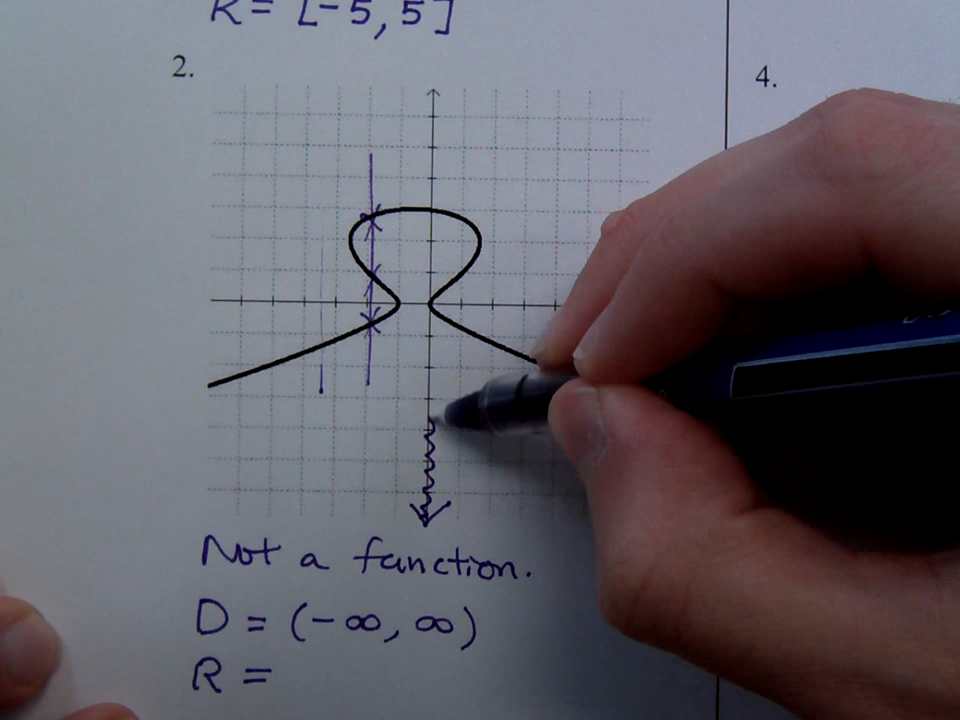 R = [-5, 5]
2.
4.
Not a function.
D = (-∞, ∞)
R =